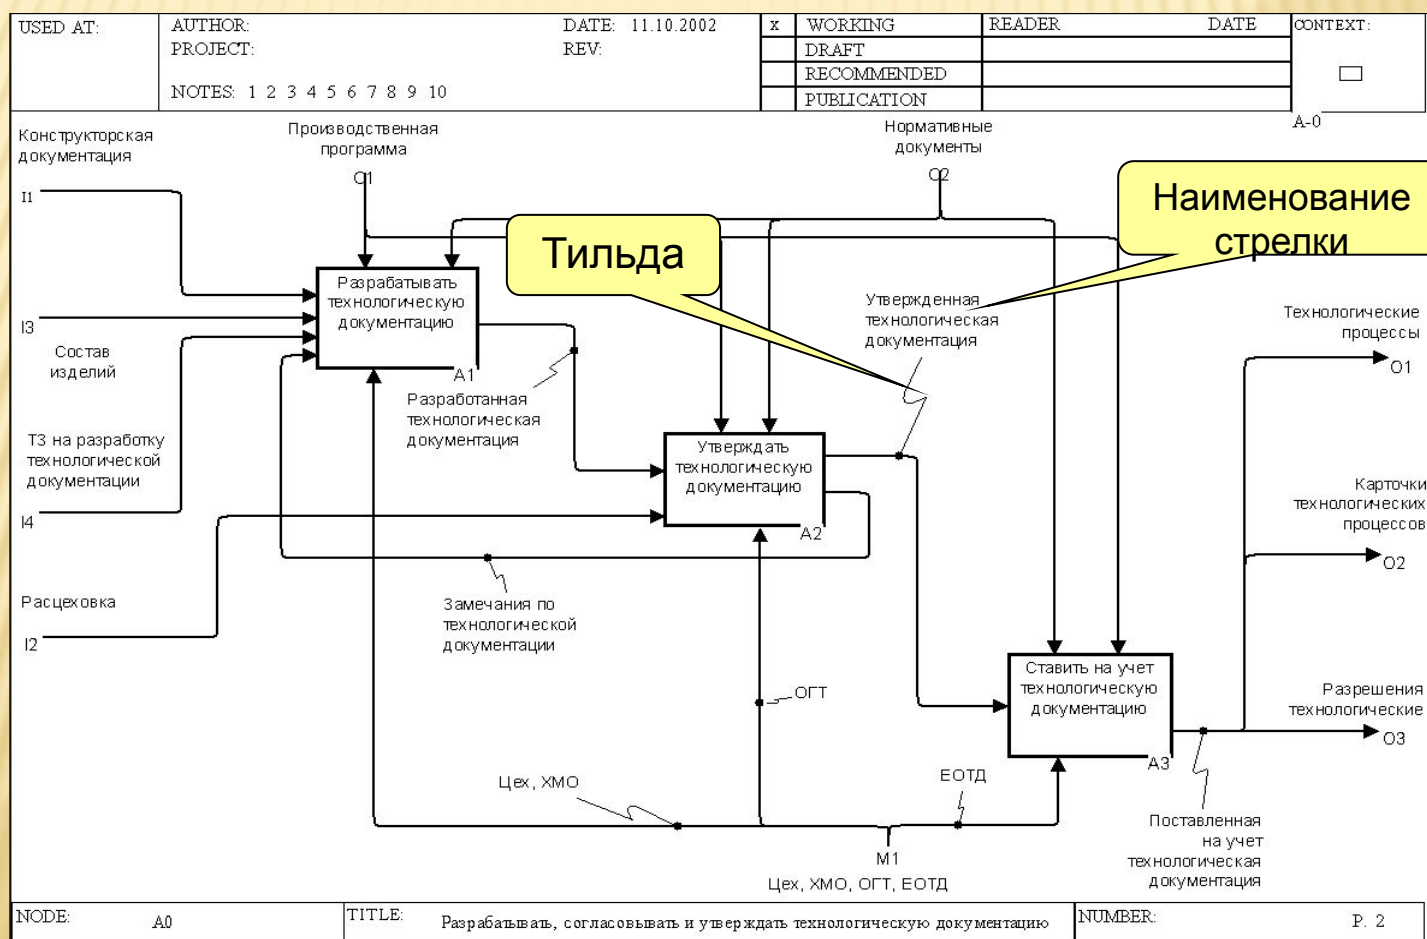 USED AT:
AUTHOR:
DATE: 11.10.2002
PROJECT:
REV:
NOTES: 1 2 3 4 5 6 7 8 9 10
x WORKING
DRAFT
RECOMMENDED
PUBLICATION
READER DATE
CONTEXT:
A-0
Конструкторская
документация
I1
Производственная
программа
C1
Нормативные
документы
C2
Тильда
Наименование
стрелки
Разрабатывать
технологическую
документацию
A1
I3
Состав
изделий
Утвержденная
технологическая
документация
Технологические
процессы
O1
Разработанная
технологическая
документация
ТЗ на разработку
технологической
документации
I4
Утверждать
технологическую
документацию
A2
Карточки
технологических
процессов
O2
Расцеховка
I2
Замечания по
технологической
документации
ОГТ
Ставить на учет
технологическую
документацию
A3
Разрешения
технологические
O3
Цех, ХМО
ЕОТД
M1
Цех, ХМО, ОГТ, ЕОТД
Поставленная
на учет
технологическая
документация
NODE: A0
TITLE: Разрабатывать, согласовывать и утверждать технологическую документацию
NUMBER: P. 2